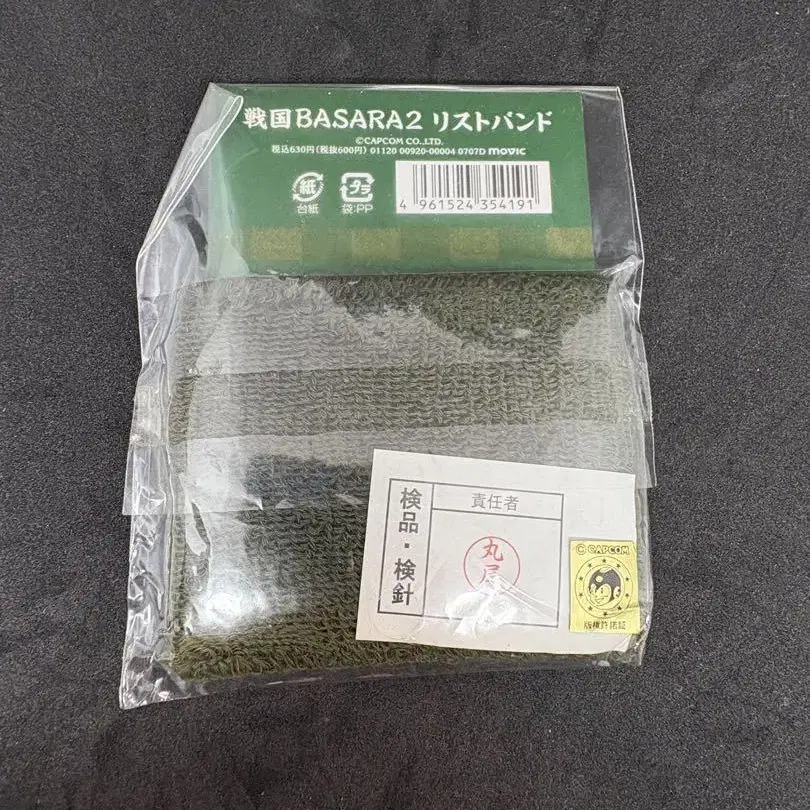 戦国BASARA2 リストバンド
©CAPCOM CO.,LTD.
税込630円(税抜600円) 01120 00920-00004 0707D movic
紙
台紙
プラ
袋:PP
4 961524 354191
検品・検針
責任者
丸尾
© CAPCOM
版権許諾証